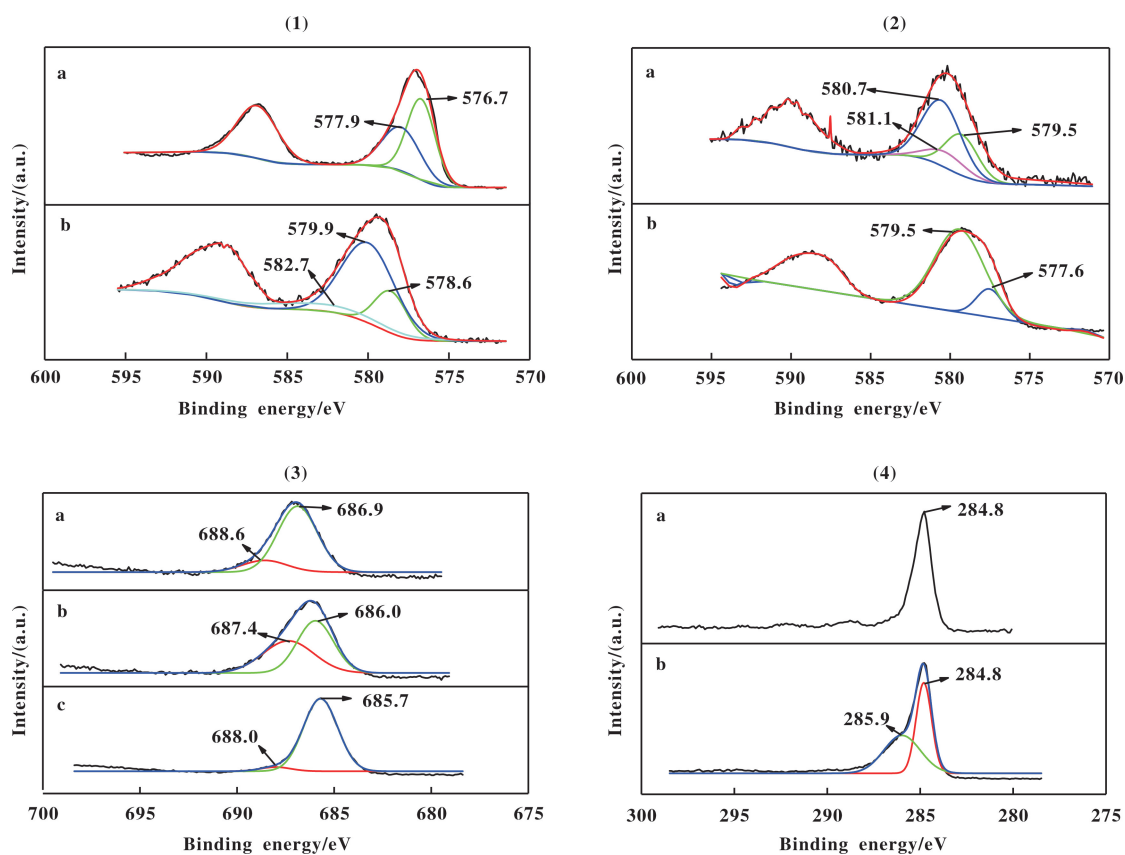 (1)
a
576.7
577.9
b
579.9
582.7
578.6
Intensity/(a.u.)
600 595 590 585 580 575 570
Binding energy/eV
(2)
a
580.7
581.1
579.5
b
579.5
577.6
Intensity/(a.u.)
600 595 590 585 580 575 570
Binding energy/eV
(3)
a
686.9
688.6
b
686.0
687.4
c
685.7
688.0
Intensity/(a.u.)
700 695 690 685 680 675
Binding energy/eV
(4)
a
284.8
b
284.8
285.9
Intensity/(a.u.)
300 295 290 285 280 275
Binding energy/eV